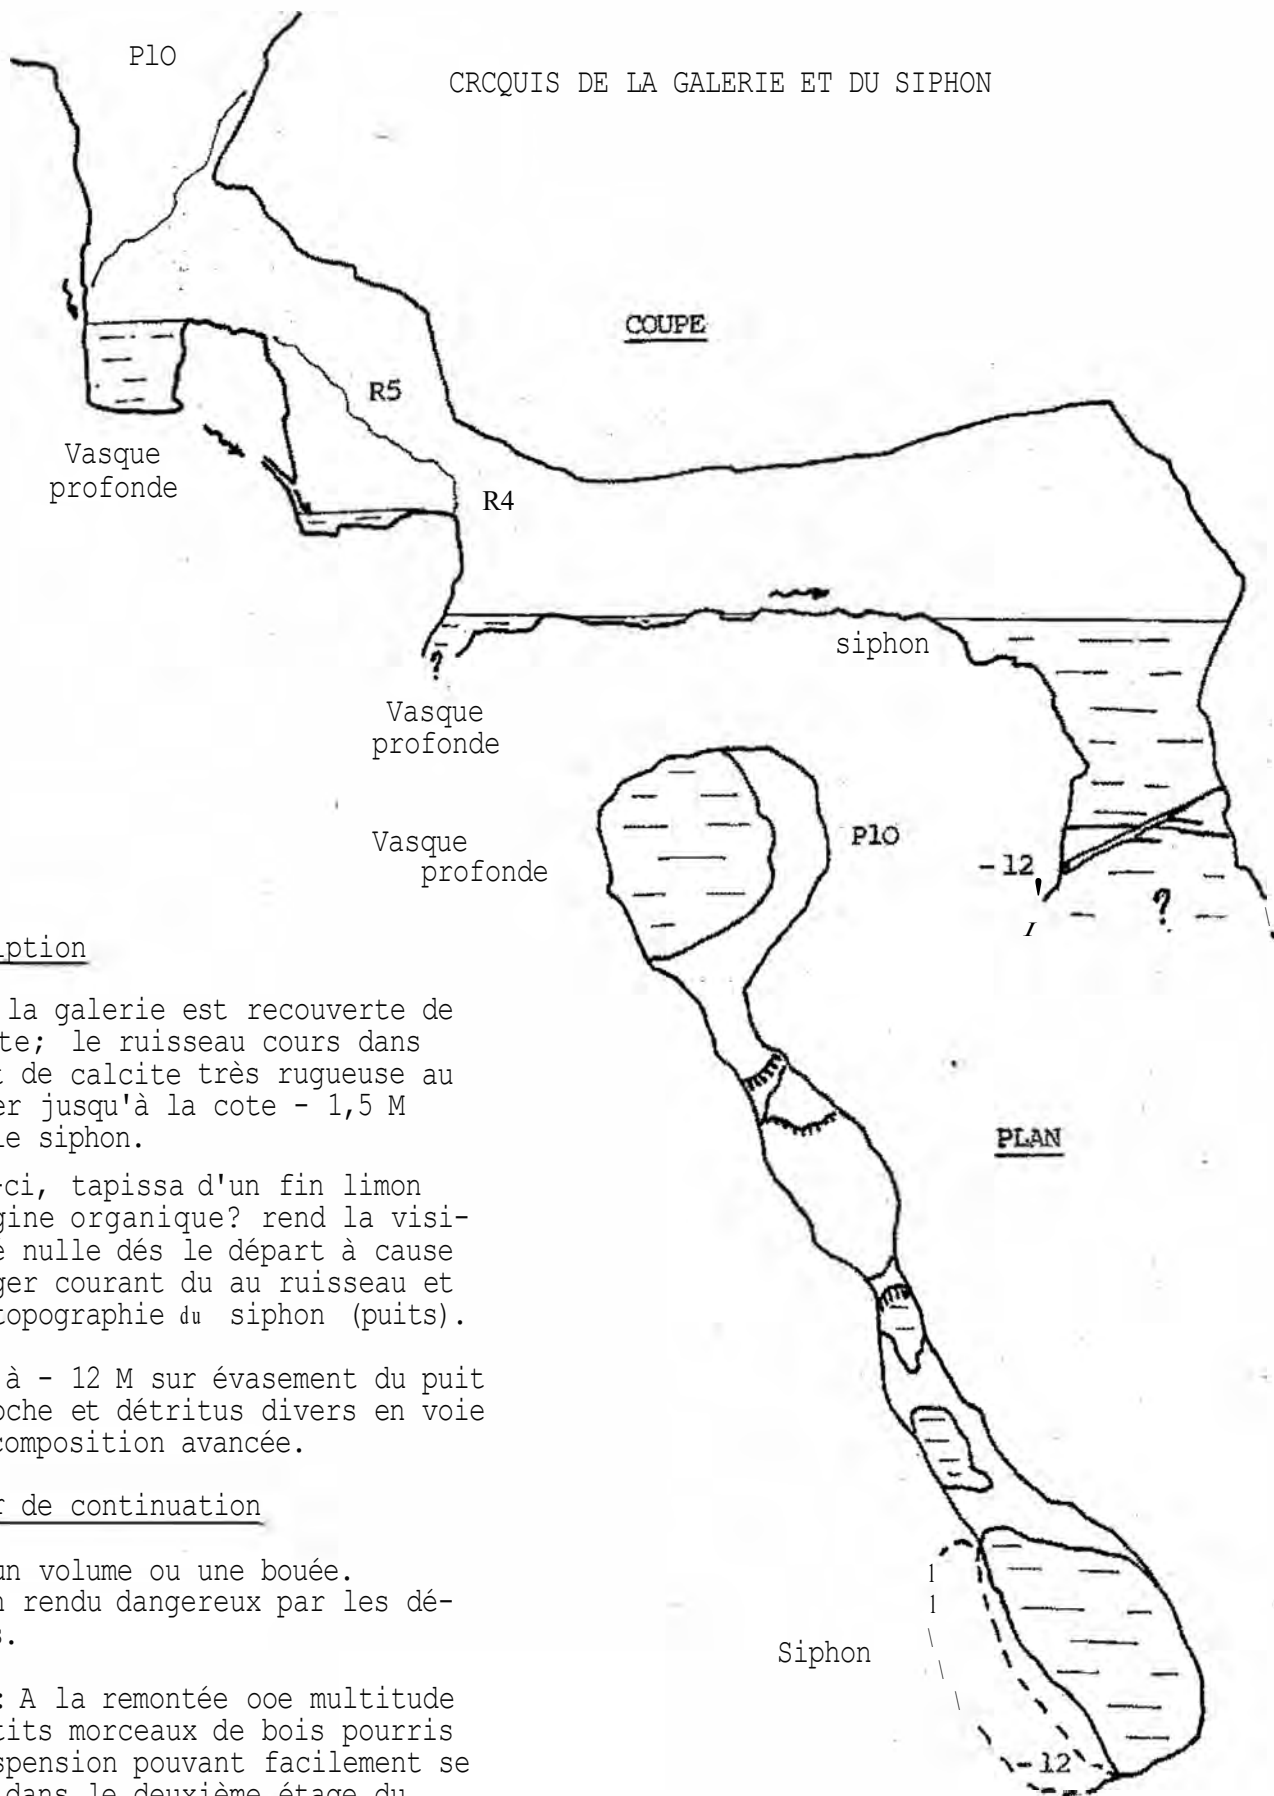 P10
CRCQUIS DE LA GALERIE ET DU SIPHON
COUPE
R5
Vasque
profonde
R4
siphon
?
Vasque
profonde
Vasque
profonde
P10
-12
?
iption
la galerie est recouverte de
te; le ruisseau cours dans
t de calcite très rugueuse au
er jusqu'à la cote - 1,5 M
le siphon.
-ci, tapissa d'un fin limon
gine organique? rend la visi-
é nulle dés le départ à cause
ger courant du au ruisseau et
topographie du siphon (puits).
à - 12 M sur évasement du puit
oche et détritus divers en voie
composition avancée.
r de continuation
un volume ou une bouée.
n rendu dangereux par les dé-
s.
: A la remontée ooe multitude
tits morceaux de bois pourris
spension pouvant facilement se
dans le deuxième étage du
PLAN
Siphon
-12